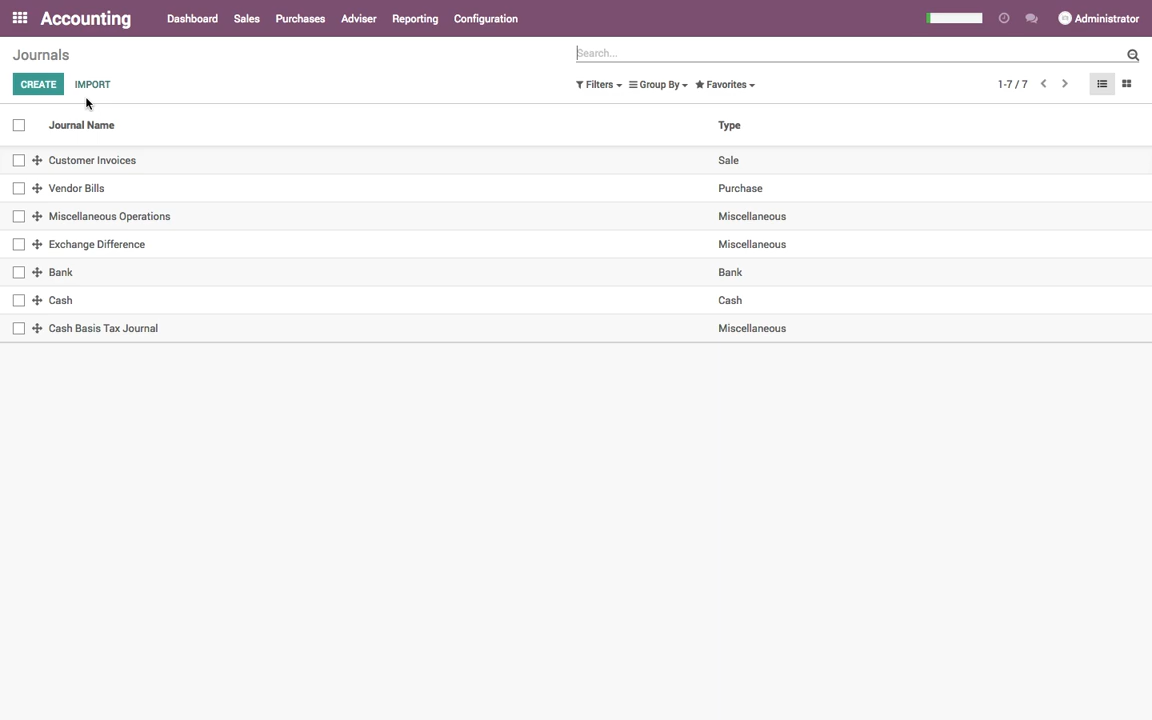 Accounting Dashboard Sales Purchases Adviser Reporting Configuration Administrator
Journals Search...
CREATE IMPORT Filters Group By Favorites 1-7 / 7
Journal Name Type
Customer Invoices Sale
Vendor Bills Purchase
Miscellaneous Operations Miscellaneous
Exchange Difference Miscellaneous
Bank Bank
Cash Cash
Cash Basis Tax Journal Miscellaneous